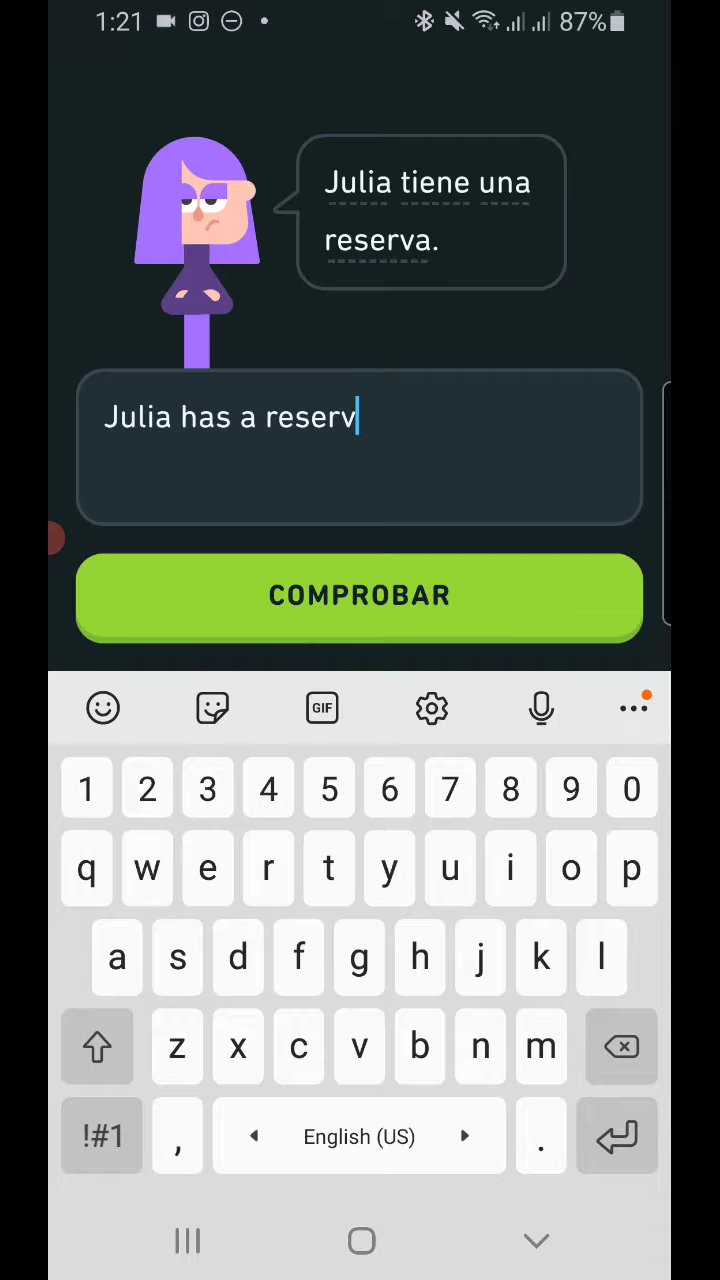 1:21 87%
Julia tiene una
reserva.
Julia has a reserv
COMPROBAR
GIF
1 2 3 4 5 6 7 8 9 0
q w e r t y u i o p
a s d f g h j k l
z x c v b n m
!#1 , English (US) .